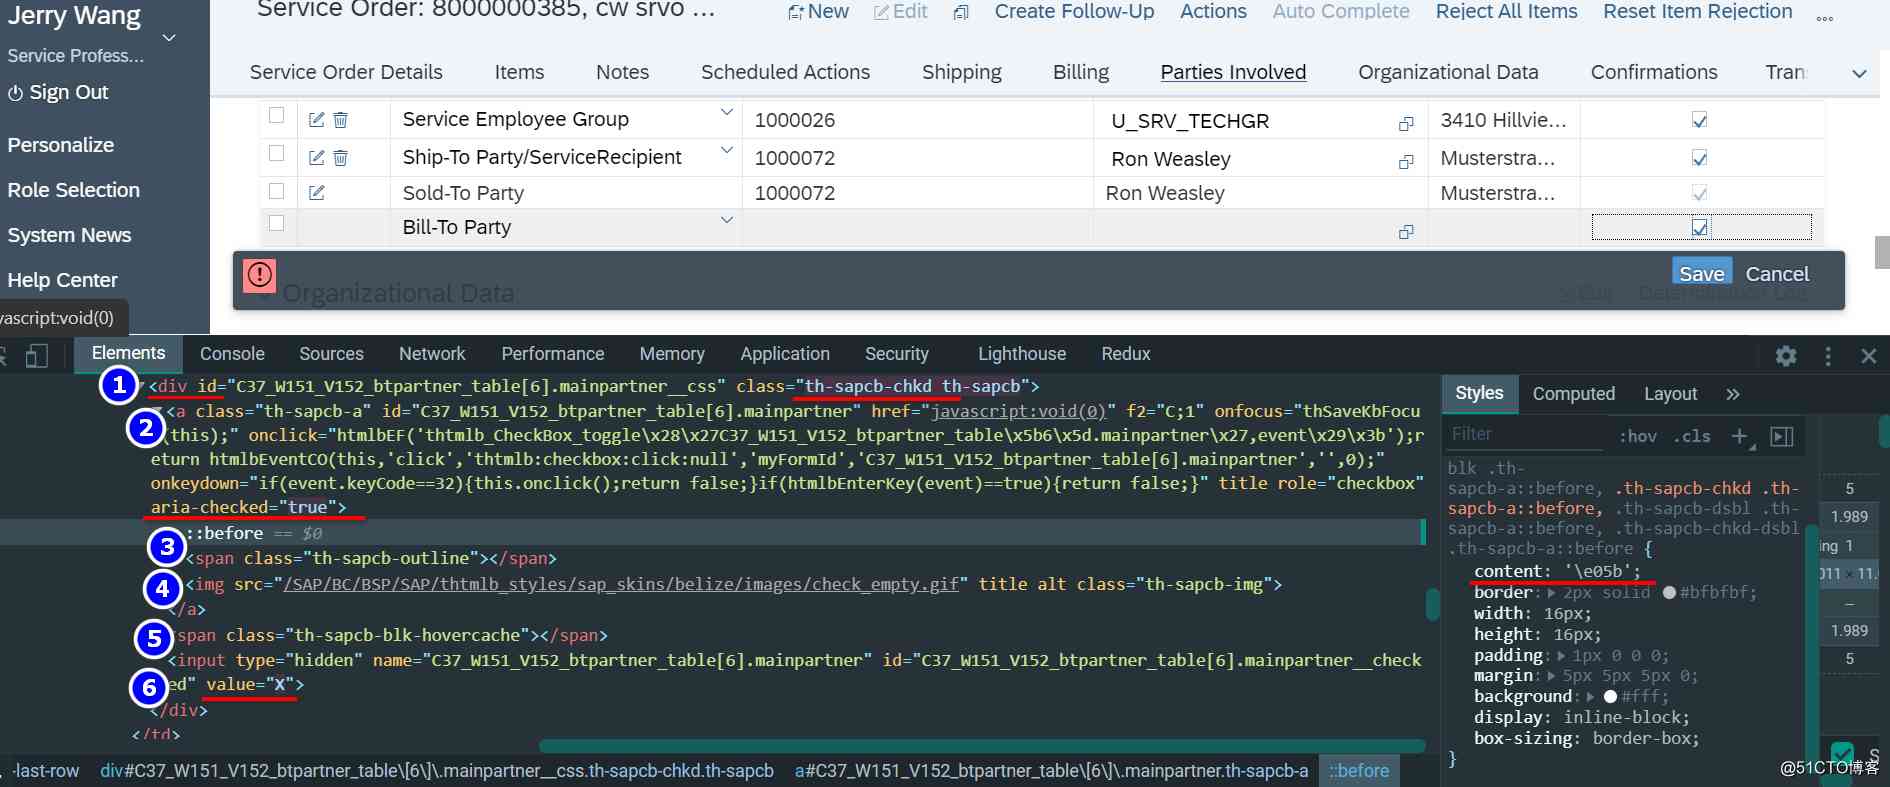 Jerry Wang
Service Profess...
Sign Out
Personalize
Role Selection
System News
Help Center
vascript:void(0)
Service Order: 8000000385, cw srvo ...
New Edit Create Follow-Up Actions Auto Complete Reject All Items Reset Item Rejection ...
Service Order Details Items Notes Scheduled Actions Shipping Billing Parties Involved Organizational Data Confirmations Tran
Service Employee Group 1000026 U_SRV_TECHGR 3410 Hillvie...
Ship-To Party/ServiceRecipient 1000072 Ron Weasley Musterstra...
Sold-To Party 1000072 Ron Weasley Musterstra...
Bill-To Party
Save Cancel
Organizational Data
Elements Console Sources Network Performance Memory Application Security Lighthouse Redux
1 <div id="C37_W151_V152_btpartner_table[6].mainpartner__css" class="th-sapcb-chkd th-sapcb">
<a class="th-sapcb-a" id="C37_W151_V152_btpartner_table[6].mainpartner" href="javascript:void(0)" f2="C;1" onfocus="thSaveKbFocu
2 (this);" onclick="htmlbEF('thtmlb_CheckBox_toggle\x28\x27C37_W151_V152_btpartner_table\x5b6\x5d.mainpartner\x27,event\x29\x3b');r
eturn htmlbEventCO(this,'click','thtmlb:checkbox:click:null','myFormId','C37_W151_V152_btpartner_table[6].mainpartner','',0);"
onkeydown="if(event.keyCode==32){this.onclick();return false;}if(htmlbEnterKey(event)==true){return false;}" title role="checkbox"
aria-checked="true">
::before == $0
3 <span class="th-sapcb-outline"></span>
4 <img src="/SAP/BC/BSP/SAP/thtmlb_styles/sap_skins/belize/images/check_empty.gif" title alt class="th-sapcb-img">
</a>
5 span class="th-sapcb-blk-hovercache"></span>
<input type="hidden" name="C37_W151_V152_btpartner_table[6].mainpartner" id="C37_W151_V152_btpartner_table[6].mainpartner__check
6 ed" value="X">
</div>
</td>
-last-row div#C37_W151_V152_btpartner_table\[6\]\.mainpartner__css.th-sapcb-chkd.th-sapcb a#C37_W151_V152_btpartner_table\[6\]\.mainpartner.th-sapcb-a ::before
Styles Computed Layout »
Filter :hov .cls +
blk .th-
sapcb-a::before, .th-sapcb-chkd .th-
sapcb-a::before, .th-sapcb-dsbl .th-
sapcb-a::before, .th-sapcb-chkd-dsbl
.th-sapcb-a::before {
content: '\e05b';
border: 2px solid #bfbfbf;
width: 16px;
height: 16px;
padding: 1px 0 0 0;
margin: 5px 5px 5px 0;
background: #fff;
display: inline-block;
box-sizing: border-box;
}
5
1.989
ing 1
011 × 11.
–
1.989
5
@51CTO博客